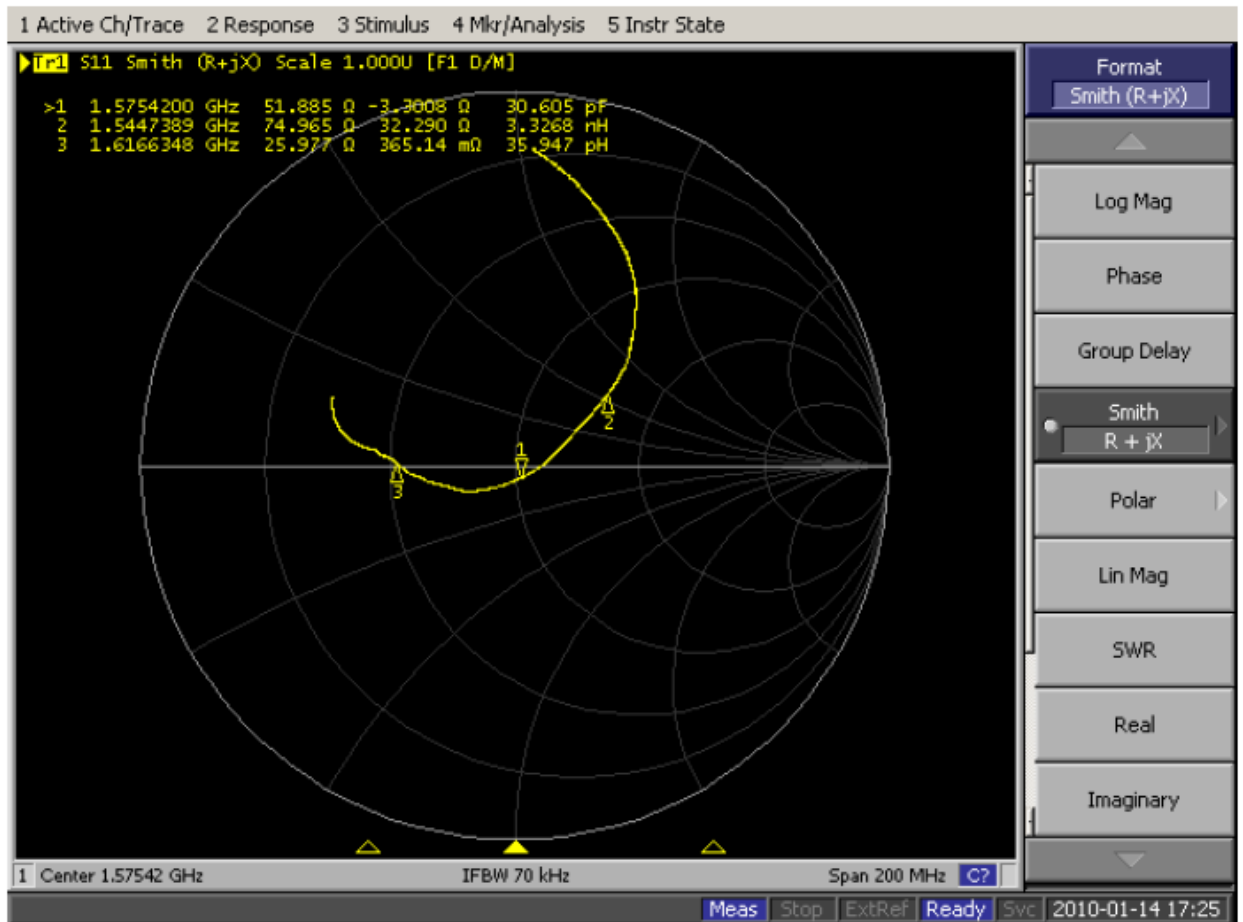 1 Active Ch/Trace 2 Response 3 Stimulus 4 Mkr/Analysis 5 Instr State
Tr1 S11 Smith (R+jX) Scale 1.000U [F1 D/M]
>1 1.5754200 GHz 51.885 Ω -3.3008 Ω 30.605 pF
2 1.5447389 GHz 74.965 Ω 32.290 Ω 3.3268 nH
3 1.6166348 GHz 25.977 Ω 365.14 mΩ 35.947 pH
1
2
3
Format
Smith (R+jX)
Log Mag
Phase
Group Delay
Smith
R + jX
Polar
Lin Mag
SWR
Real
Imaginary
1 Center 1.57542 GHz IFBW 70 kHz Span 200 MHz C?
Meas Stop ExtRef Ready Svc 2010-01-14 17:25